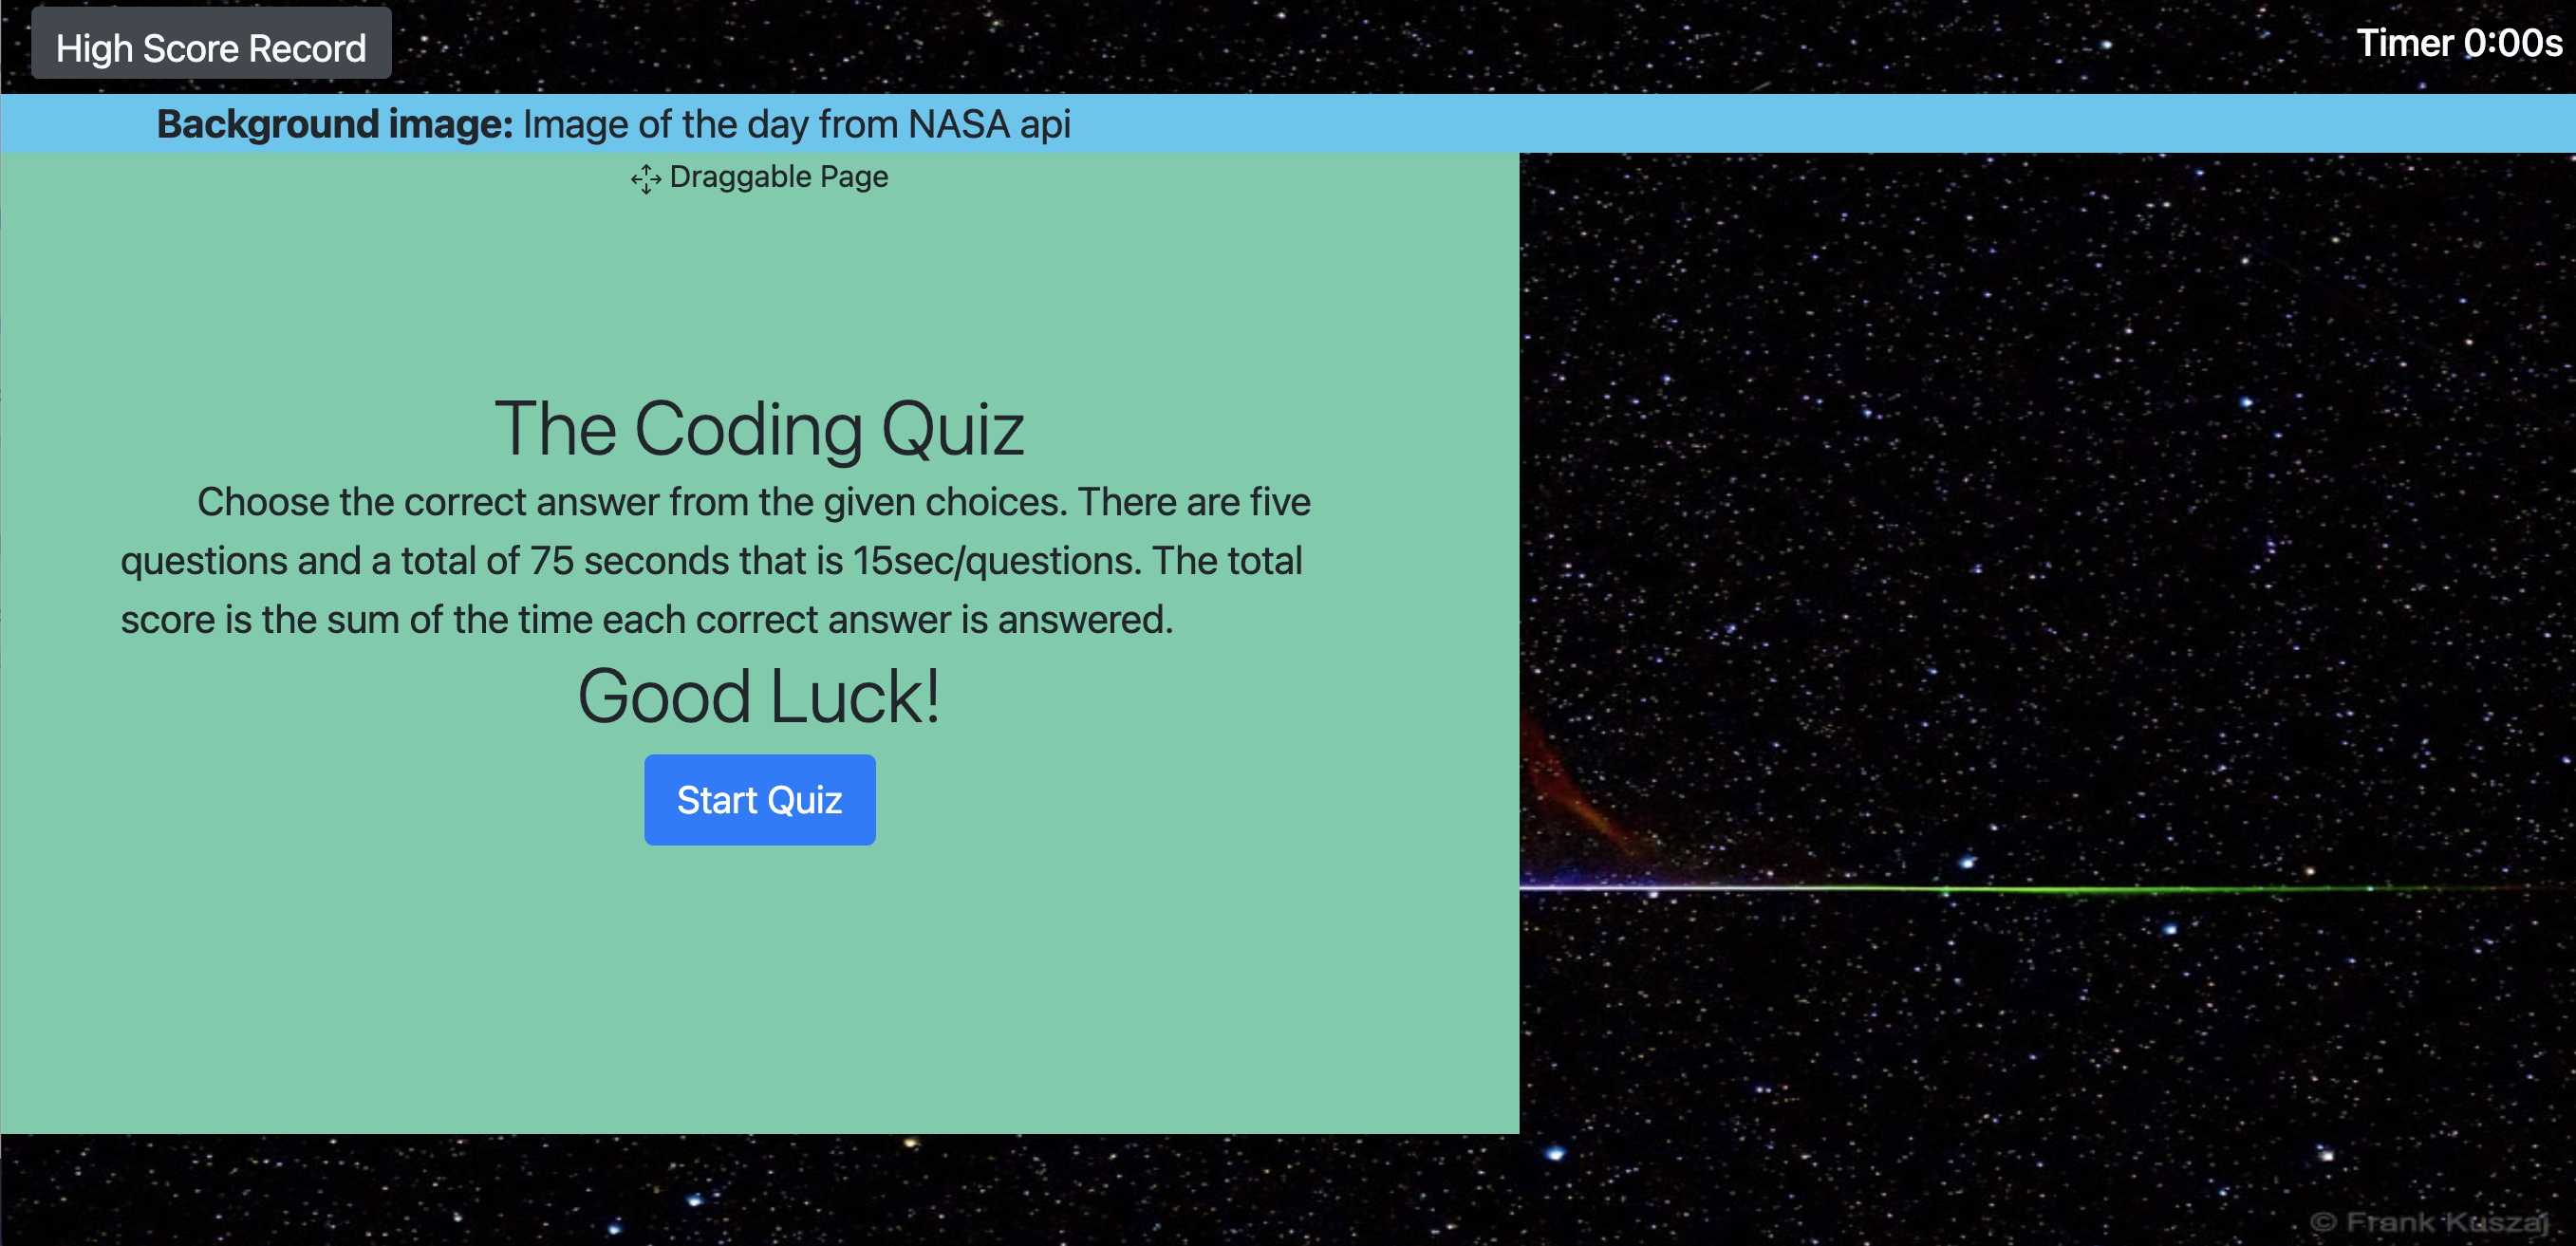 High Score Record
Timer 0:00s
Background image: Image of the day from NASA api
Draggable Page
The Coding Quiz
Choose the correct answer from the given choices. There are five
questions and a total of 75 seconds that is 15sec/questions. The total
score is the sum of the time each correct answer is answered.
Good Luck!
Start Quiz
© Frank Kuszaj